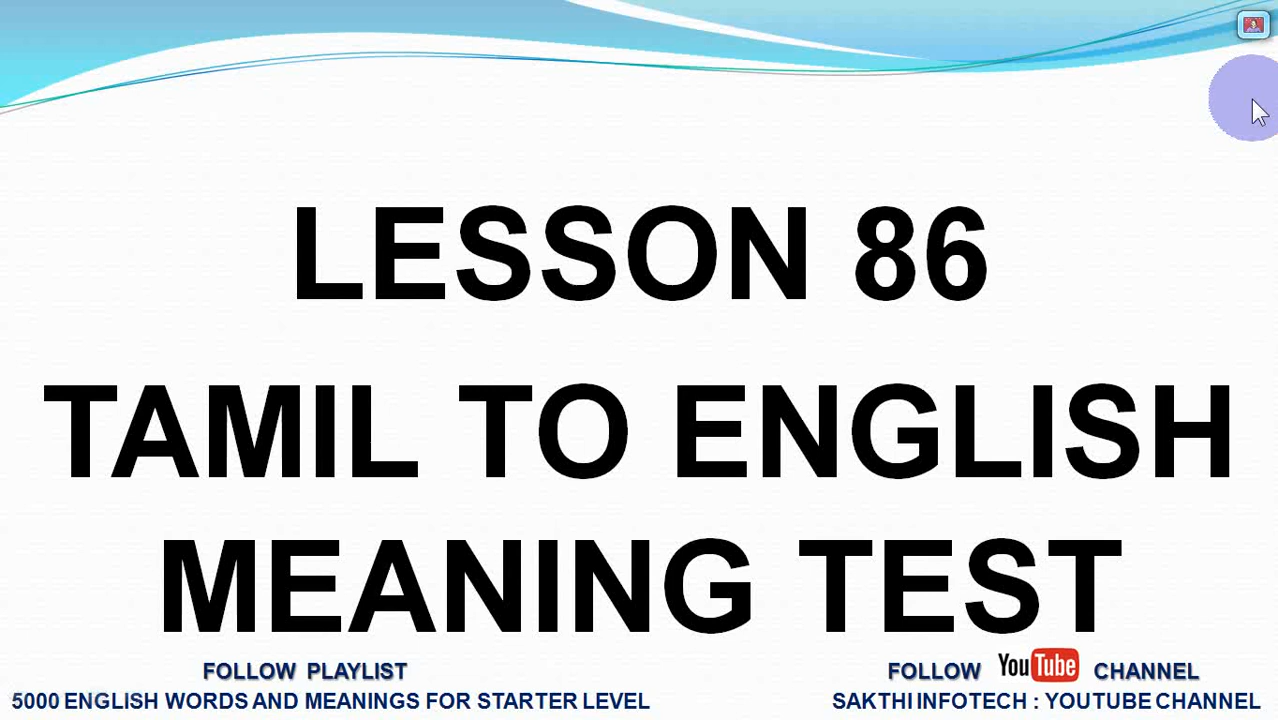 LESSON 86
TAMIL TO ENGLISH
MEANING TEST
FOLLOW PLAYLIST
5000 ENGLISH WORDS AND MEANINGS FOR STARTER LEVEL
FOLLOW YouTube CHANNEL
SAKTHI INFOTECH : YOUTUBE CHANNEL